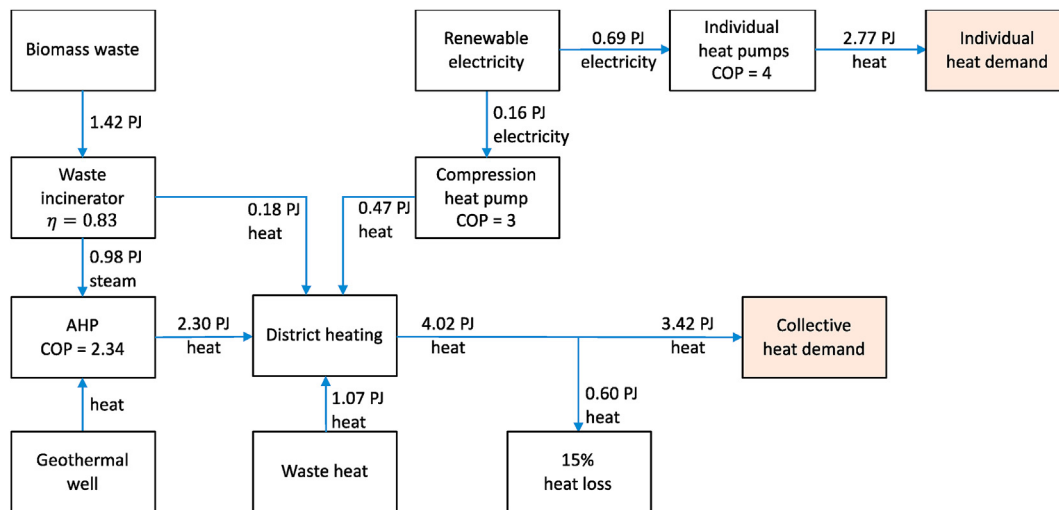 Biomass waste
Renewable
electricity
0.69 PJ
electricity
Individual
heat pumps
COP = 4
2.77 PJ
heat
Individual
heat demand
1.42 PJ
0.16 PJ
electricity
Waste
incinerator
η = 0.83
0.18 PJ
heat
0.47 PJ
heat
Compression
heat pump
COP = 3
0.98 PJ
steam
AHP
COP = 2.34
2.30 PJ
heat
District heating
4.02 PJ
heat
3.42 PJ
heat
Collective
heat demand
heat
1.07 PJ
heat
0.60 PJ
heat
Geothermal
well
Waste heat
15%
heat loss